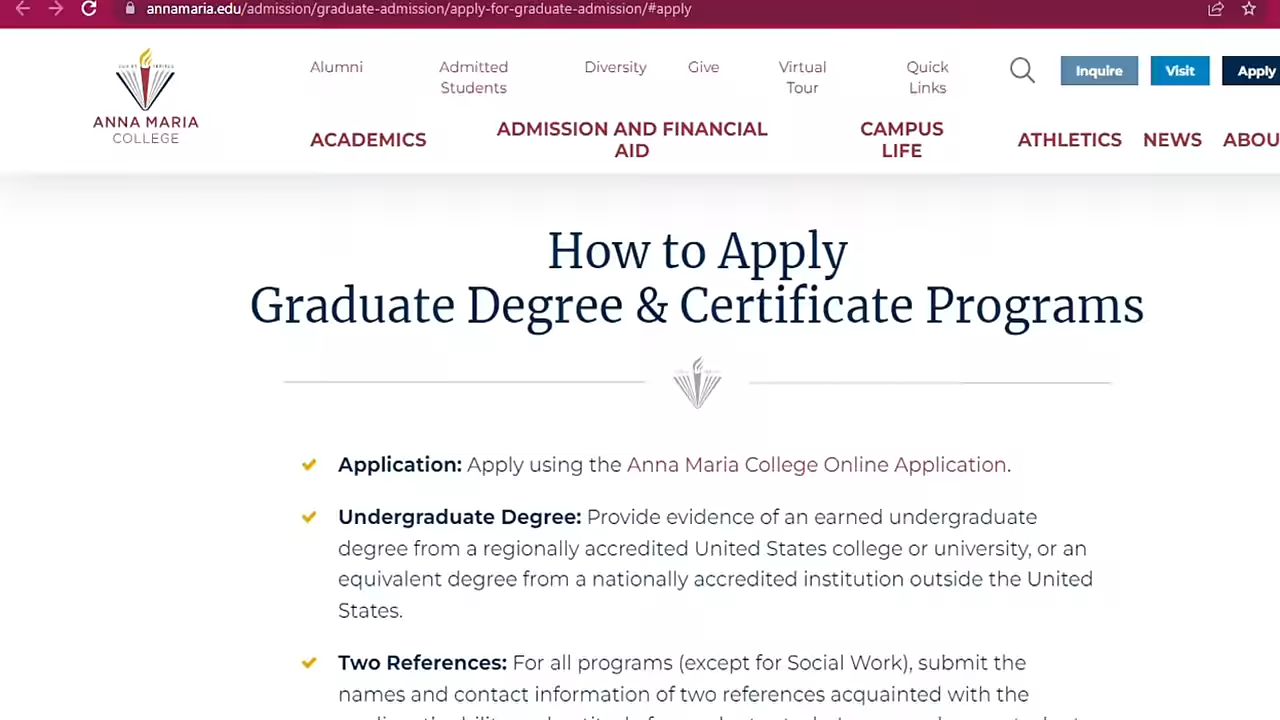 annamaria.edu/admission/graduate-admission/apply-for-graduate-admission/#apply
Alumni
Admitted
Students
Diversity
Give
Virtual
Tour
Quick
Links
Inquire
Visit
Apply
ANNA MARIA
COLLEGE
ACADEMICS
ADMISSION AND FINANCIAL
AID
CAMPUS
LIFE
ATHLETICS
NEWS
ABOU
How to Apply
Graduate Degree & Certificate Programs
Application: Apply using the Anna Maria College Online Application.
Undergraduate Degree: Provide evidence of an earned undergraduate
degree from a regionally accredited United States college or university, or an
equivalent degree from a nationally accredited institution outside the United
States.
Two References: For all programs (except for Social Work), submit the
names and contact information of two references acquainted with the